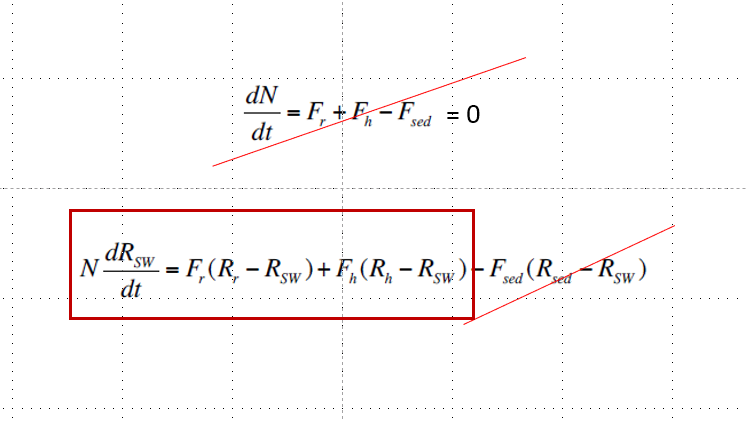 dN/dt = F_r + F_h − F_sed = 0
N dR_SW/dt = F_r(R_r − R_SW) + F_h(R_h − R_SW) − F_sed(R_sed − R_SW)